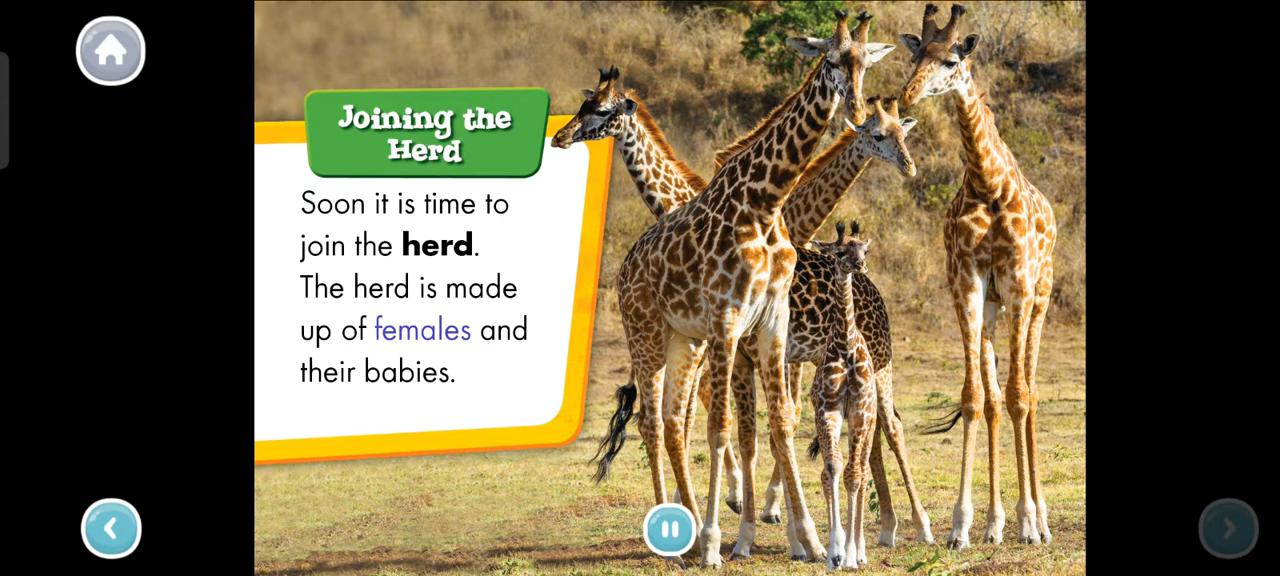 Joining the
Herd
Soon it is time to
join the herd.
The herd is made
up of females and
their babies.